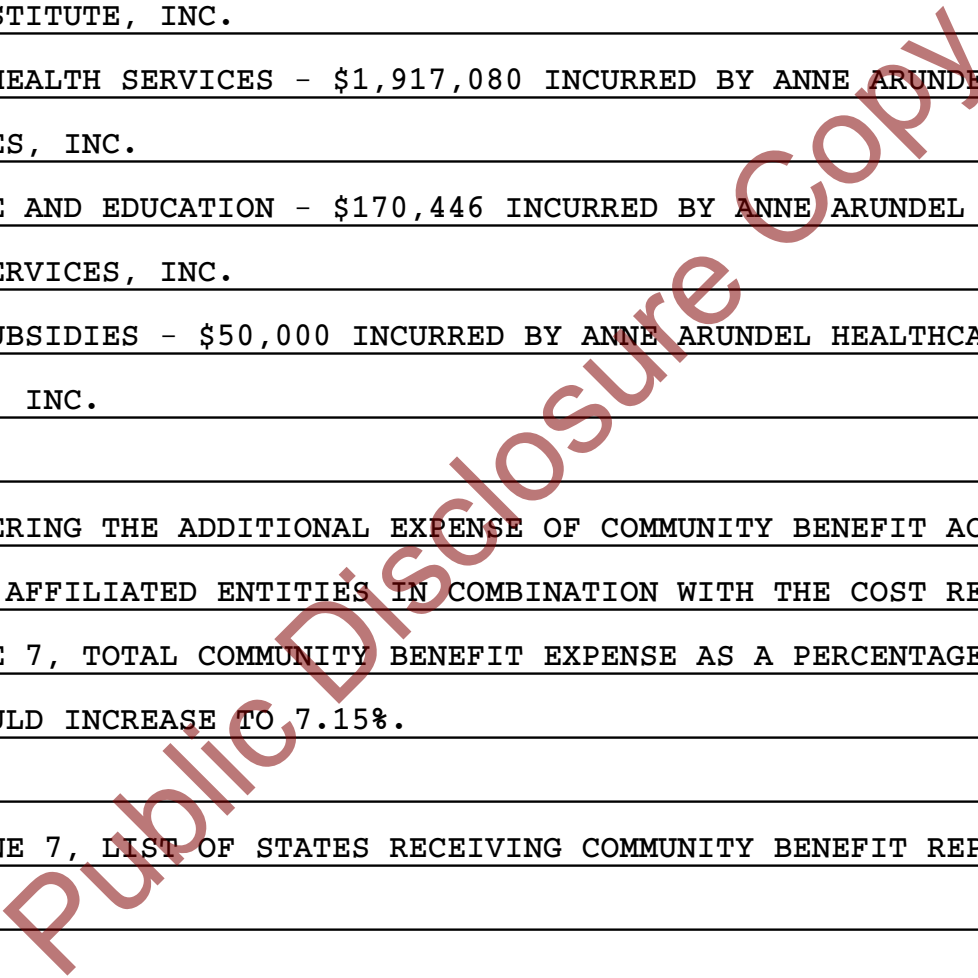 STITUTE, INC.
HEALTH SERVICES - $1,917,080 INCURRED BY ANNE ARUNDE
ES, INC.
E AND EDUCATION - $170,446 INCURRED BY ANNE ARUNDEL
ERVICES, INC.
UBSIDIES - $50,000 INCURRED BY ANNE ARUNDEL HEALTHCA
INC.
ERING THE ADDITIONAL EXPENSE OF COMMUNITY BENEFIT AC
AFFILIATED ENTITIES IN COMBINATION WITH THE COST RE
E 7, TOTAL COMMUNITY BENEFIT EXPENSE AS A PERCENTAGE
ULD INCREASE TO 7.15%.
NE 7, LIST OF STATES RECEIVING COMMUNITY BENEFIT REP
Public Disclosure Copy